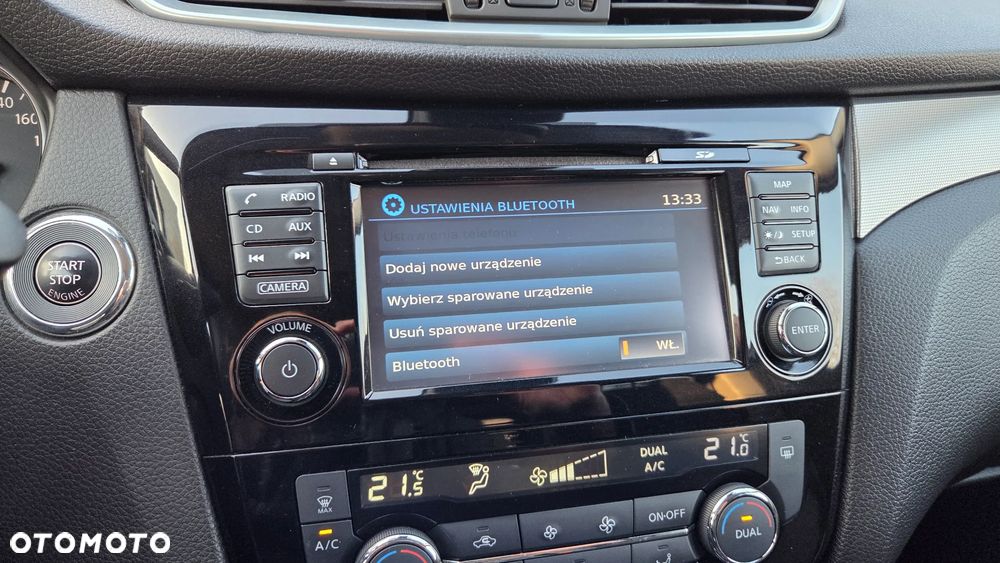 40
160
1
START
STOP
ENGINE
RADIO
CD AUX
CAMERA
VOLUME
USTAWIENIA BLUETOOTH 13:33
Ustawienia telefonu
Dodaj nowe urządzenie
Wybierz sparowane urządzenie
Usuń sparowane urządzenie
Bluetooth WŁ.
SD
MAP
NAV INFO
SETUP
BACK
ENTER
21.5 °C
DUAL
A/C
21.0 °C
MAX
A/C
ON·OFF
DUAL
OTOMOTO